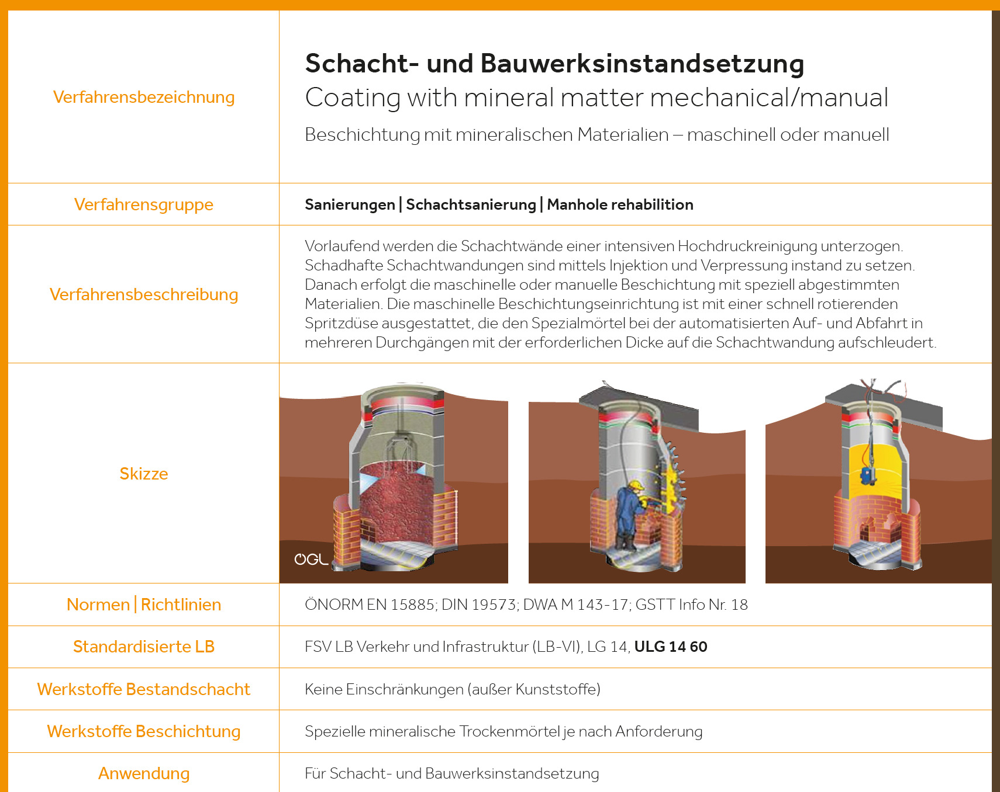 Verfahrensbezeichnung
Schacht- und Bauwerksinstandsetzung
Coating with mineral matter mechanical/manual
Beschichtung mit mineralischen Materialien – maschinell oder manuell
Verfahrensgruppe
Sanierungen | Schachtsanierung | Manhole rehabilition
Verfahrensbeschreibung
Vorlaufend werden die Schachtwände einer intensiven Hochdruckreinigung unterzogen.
Schadhafte Schachtwandungen sind mittels Injektion und Verpressung instand zu setzen.
Danach erfolgt die maschinelle oder manuelle Beschichtung mit speziell abgestimmten
Materialien. Die maschinelle Beschichtungseinrichtung ist mit einer schnell rotierenden
Spritzdüse ausgestattet, die den Spezialmörtel bei der automatisierten Auf- und Abfahrt in
mehreren Durchgängen mit der erforderlichen Dicke auf die Schachtwandung aufschleudert.
Skizze
ÖGL
Normen | Richtlinien
ÖNORM EN 15885; DIN 19573; DWA M 143-17; GSTT Info Nr. 18
Standardisierte LB
FSV LB Verkehr und Infrastruktur (LB-VI), LG 14, ULG 14 60
Werkstoffe Bestandschacht
Keine Einschränkungen (außer Kunststoffe)
Werkstoffe Beschichtung
Spezielle mineralische Trockenmörtel je nach Anforderung
Anwendung
Für Schacht- und Bauwerksinstandsetzung